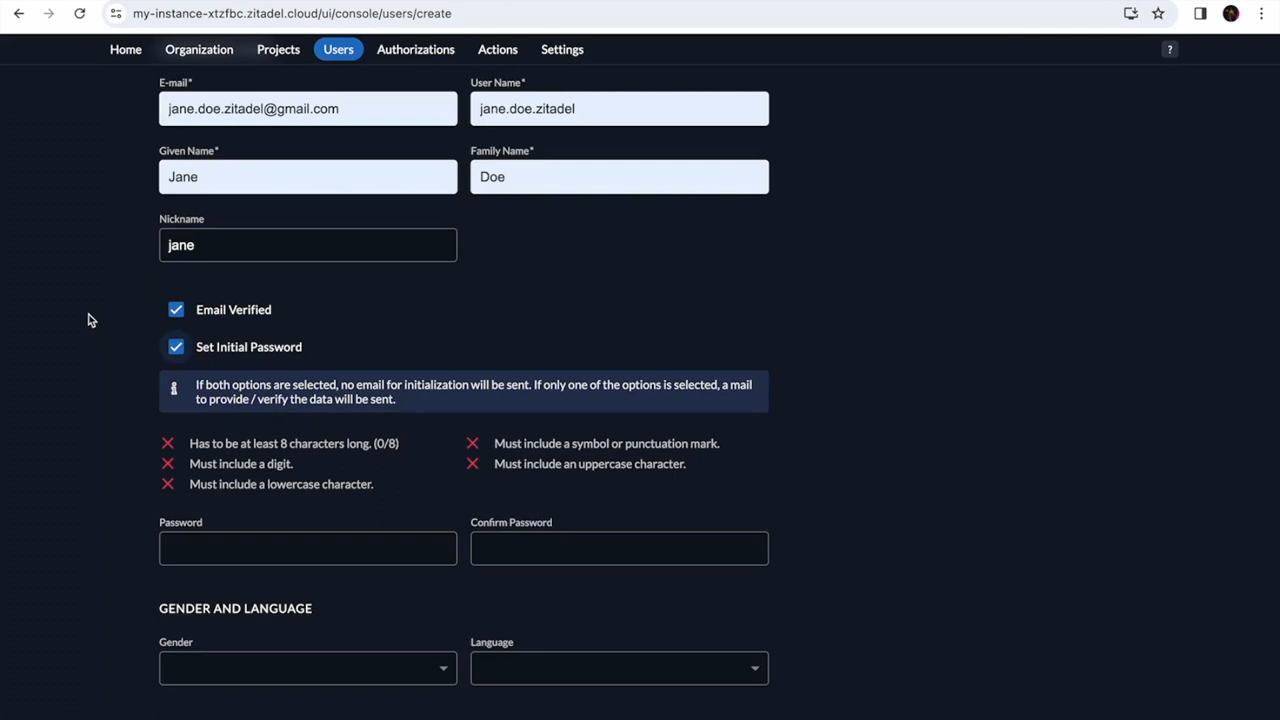 my-instance-xtzfbc.zitadel.cloud/ui/console/users/create
Home Organization Projects Users Authorizations Actions Settings ?
E-mail* User Name*
jane.doe.zitadel@gmail.com jane.doe.zitadel
Given Name* Family Name*
Jane Doe
Nickname
jane
Email Verified
Set Initial Password
If both options are selected, no email for initialization will be sent. If only one of the options is selected, a mail
to provide / verify the data will be sent.
Has to be at least 8 characters long. (0/8) Must include a symbol or punctuation mark.
Must include a digit. Must include an uppercase character.
Must include a lowercase character.
Password Confirm Password
GENDER AND LANGUAGE
Gender Language